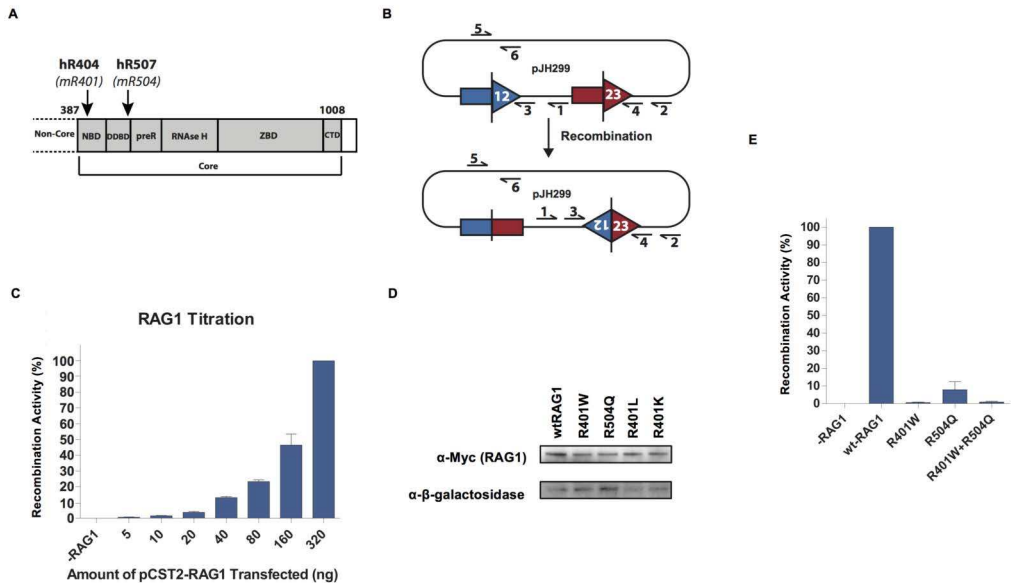 A
hR404 hR507
(mR401) (mR504)
387 1008
Non-Core NBD DDBD preR RNAse H ZBD CTD
Core
B
5
6
pJH299
12 23
3 1 4 2
Recombination
5
6
pJH299
1 3
12 23
4 2
C
RAG1 Titration
Recombination Activity (%)
100
90
80
70
60
50
40
30
20
10
0
-RAG1 5 10 20 40 80 160 320
Amount of pCST2-RAG1 Transfected (ng)
D
wtRAG1 R401W R504Q R401L R401K
α-Myc (RAG1)
α-β-galactosidase
E
Recombination Activity (%)
100
90
80
70
60
50
40
30
20
10
0
-RAG1 wt-RAG1 R401W R504Q R401W+R504Q